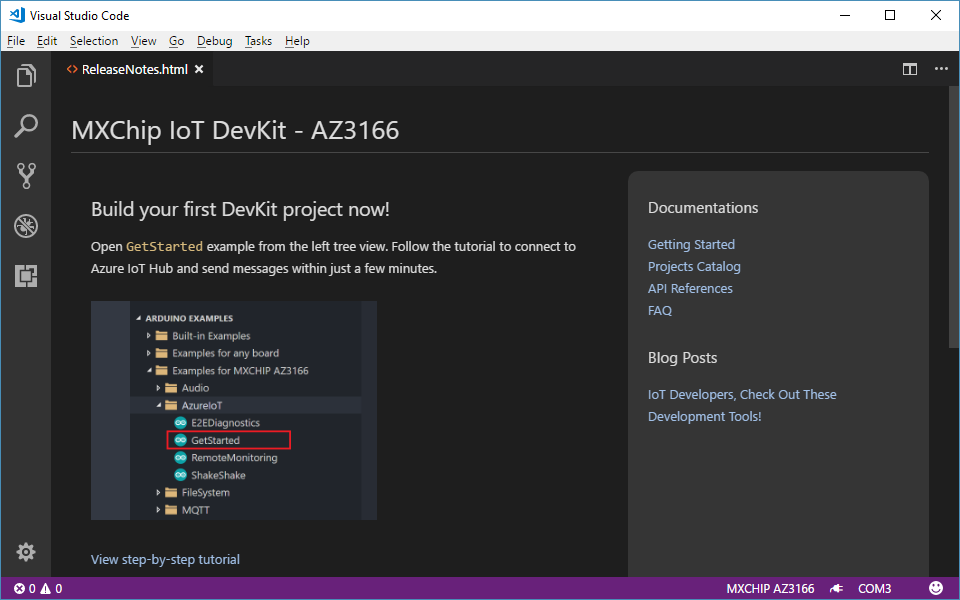 Visual Studio Code
File Edit Selection View Go Debug Tasks Help
ReleaseNotes.html
MXChip IoT DevKit - AZ3166
Build your first DevKit project now!
Open GetStarted example from the left tree view. Follow the tutorial to connect to
Azure IoT Hub and send messages within just a few minutes.
ARDUINO EXAMPLES
Built-in Examples
Examples for any board
Examples for MXCHIP AZ3166
Audio
AzureIoT
E2EDiagnostics
GetStarted
RemoteMonitoring
ShakeShake
FileSystem
MQTT
View step-by-step tutorial
Documentations
Getting Started
Projects Catalog
API References
FAQ
Blog Posts
IoT Developers, Check Out These
Development Tools!
0 0 MXCHIP AZ3166 COM3